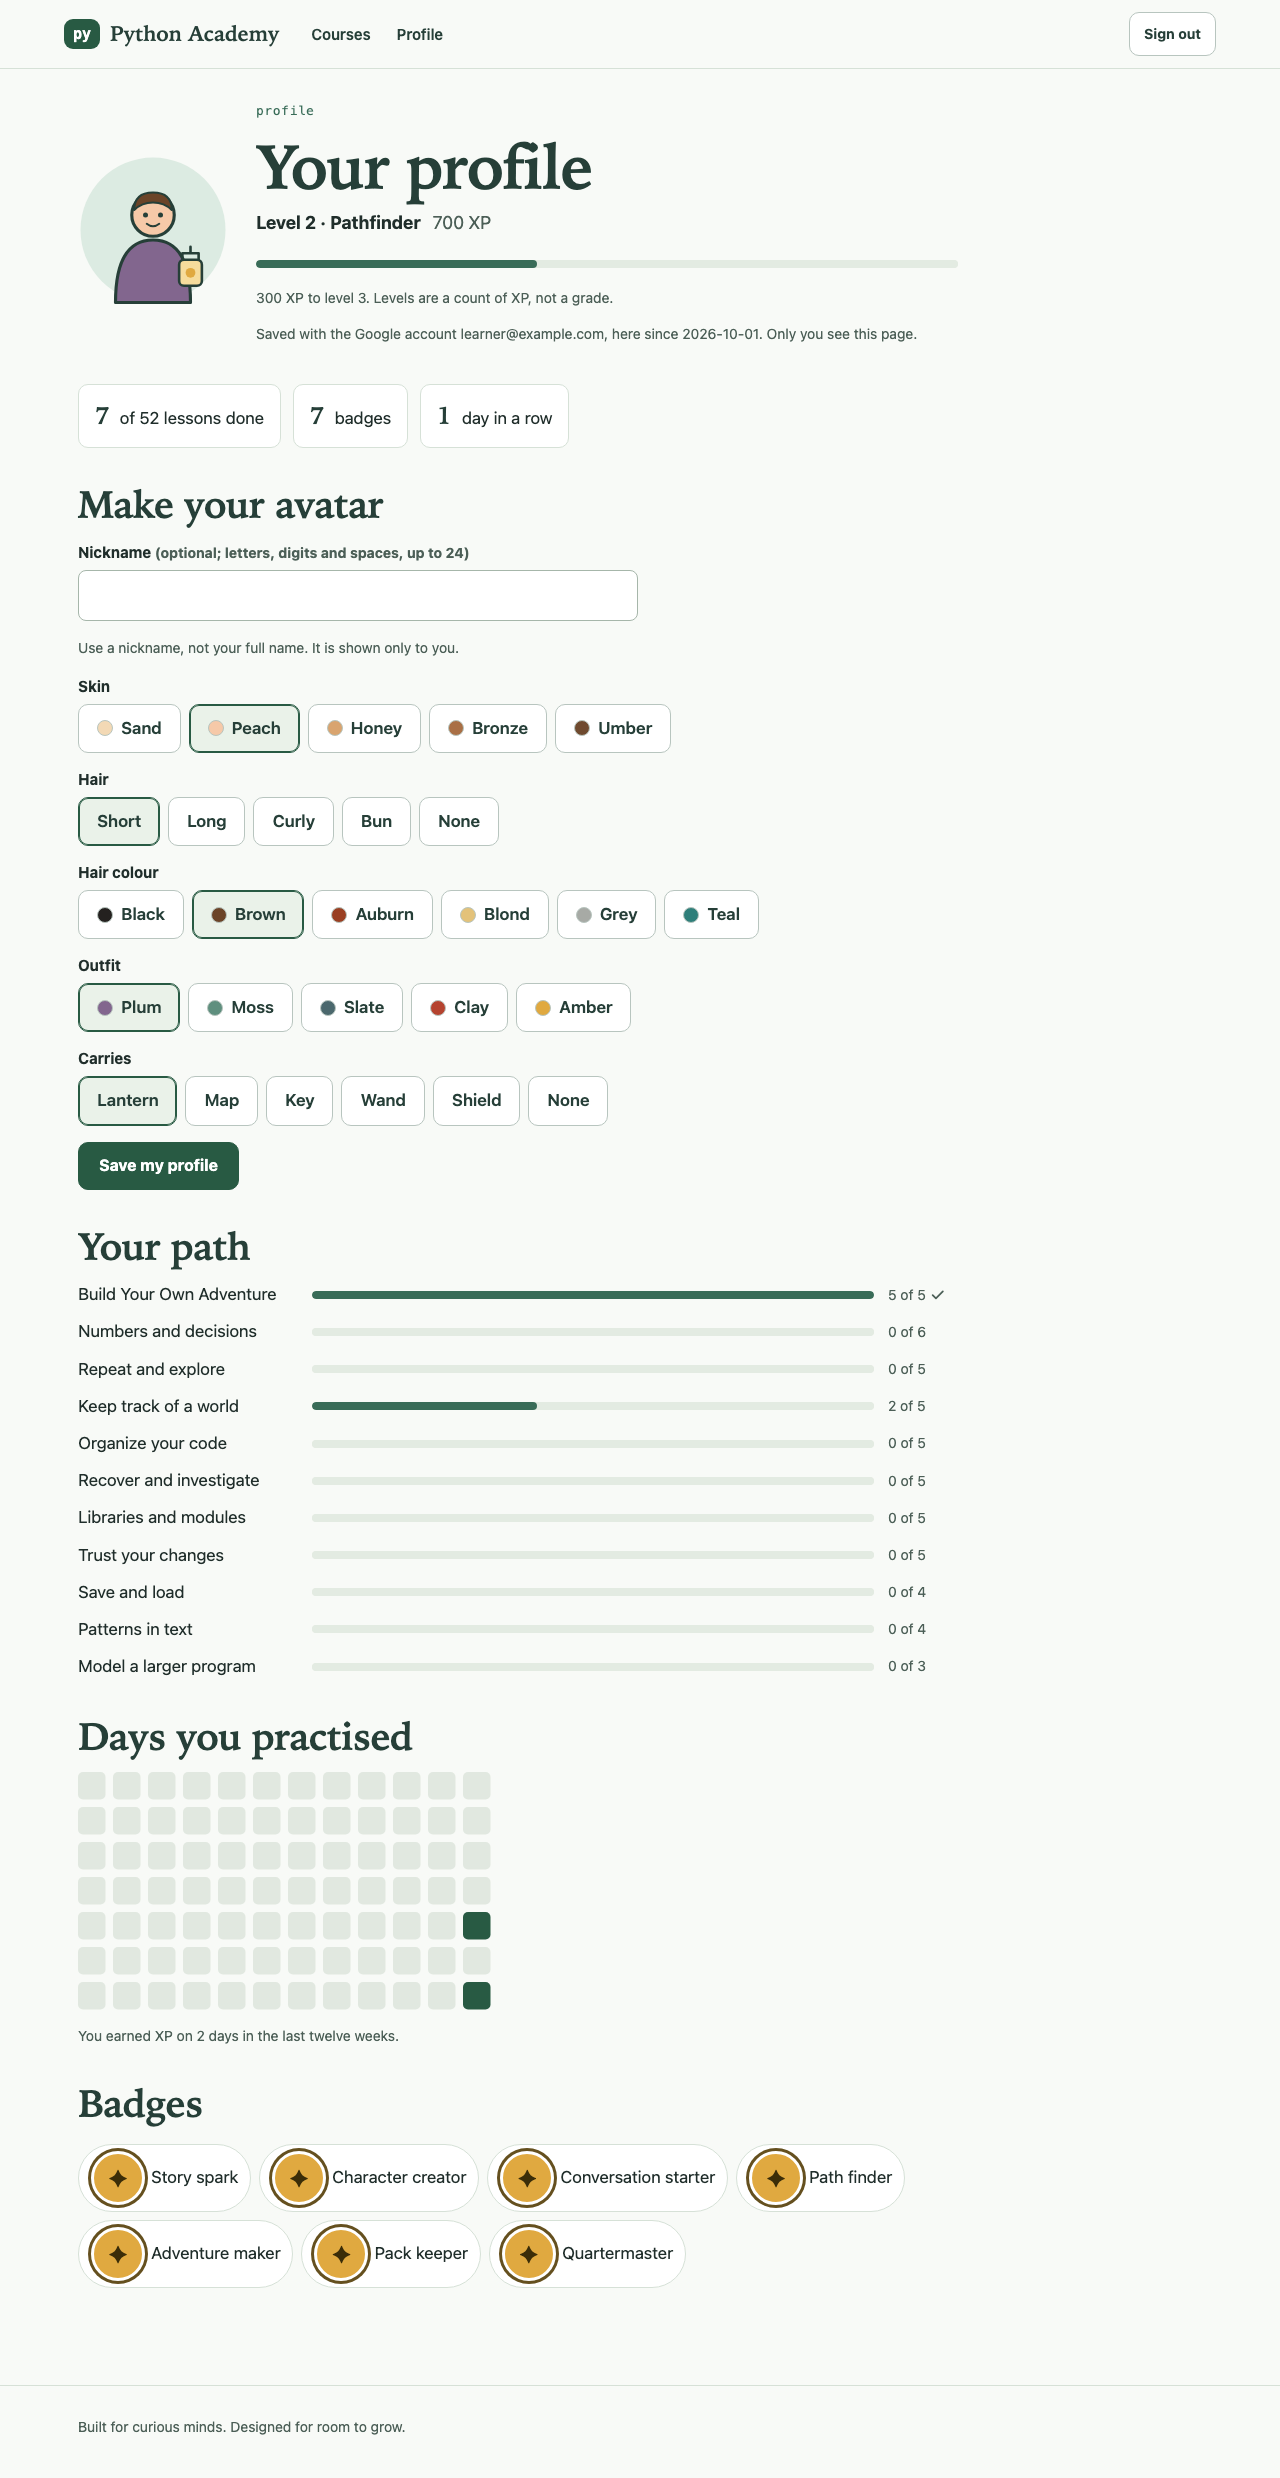 py Python Academy Courses Profile Sign out
profile
Your profile
Level 2 · Pathfinder 700 XP
300 XP to level 3. Levels are a count of XP, not a grade.
Saved with the Google account learner@example.com, here since 2026-10-01. Only you see this page.
7 of 52 lessons done 7 badges 1 day in a row
Make your avatar
Nickname (optional; letters, digits and spaces, up to 24)
Use a nickname, not your full name. It is shown only to you.
Skin
Sand Peach Honey Bronze Umber
Hair
Short Long Curly Bun None
Hair colour
Black Brown Auburn Blond Grey Teal
Outfit
Plum Moss Slate Clay Amber
Carries
Lantern Map Key Wand Shield None
Save my profile
Your path
Build Your Own Adventure 5 of 5 ✓
Numbers and decisions 0 of 6
Repeat and explore 0 of 5
Keep track of a world 2 of 5
Organize your code 0 of 5
Recover and investigate 0 of 5
Libraries and modules 0 of 5
Trust your changes 0 of 5
Save and load 0 of 4
Patterns in text 0 of 4
Model a larger program 0 of 3
Days you practised
You earned XP on 2 days in the last twelve weeks.
Badges
Story spark Character creator Conversation starter Path finder
Adventure maker Pack keeper Quartermaster
Built for curious minds. Designed for room to grow.